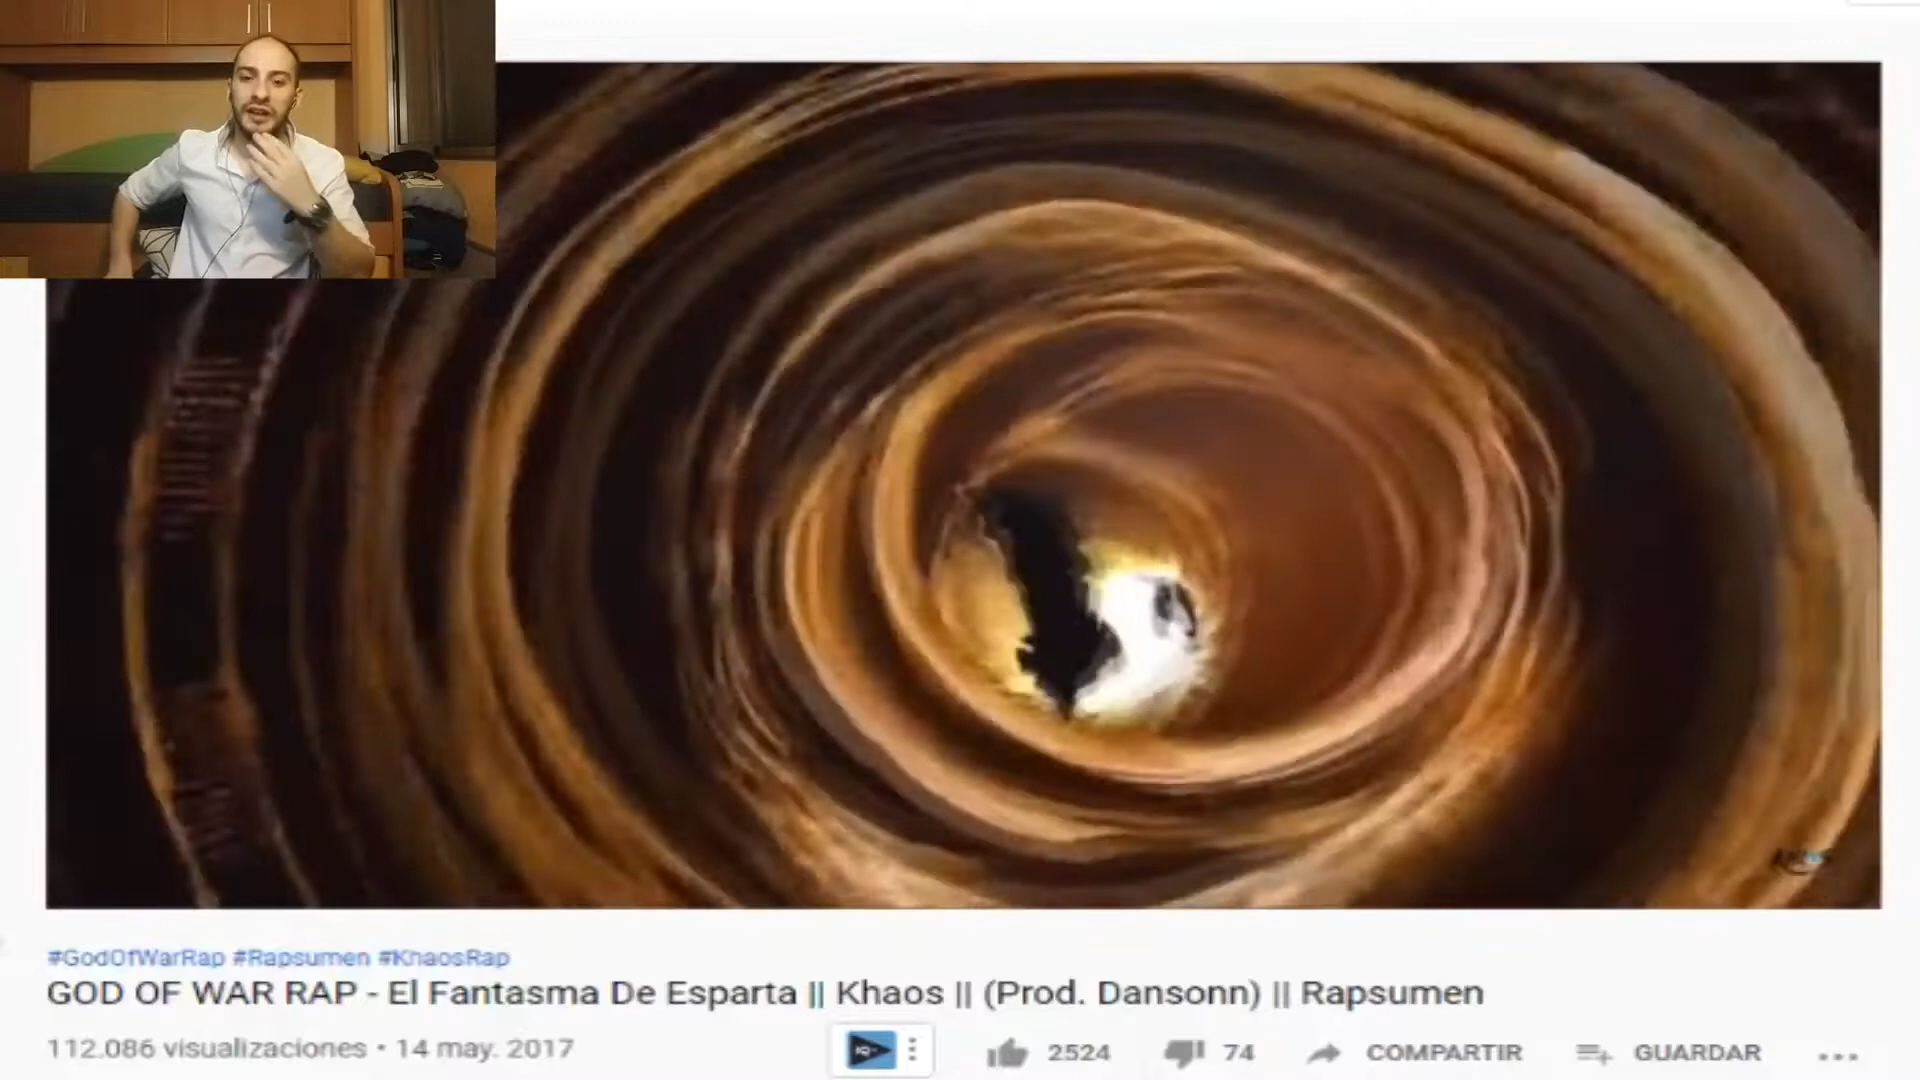 #GodOfWarRap #Rapsumen #KhaosRap
GOD OF WAR RAP - El Fantasma De Esparta || Khaos || (Prod. Dansonn) || Rapsumen
112.086 visualizaciones • 14 may. 2017
2524 74 COMPARTIR GUARDAR